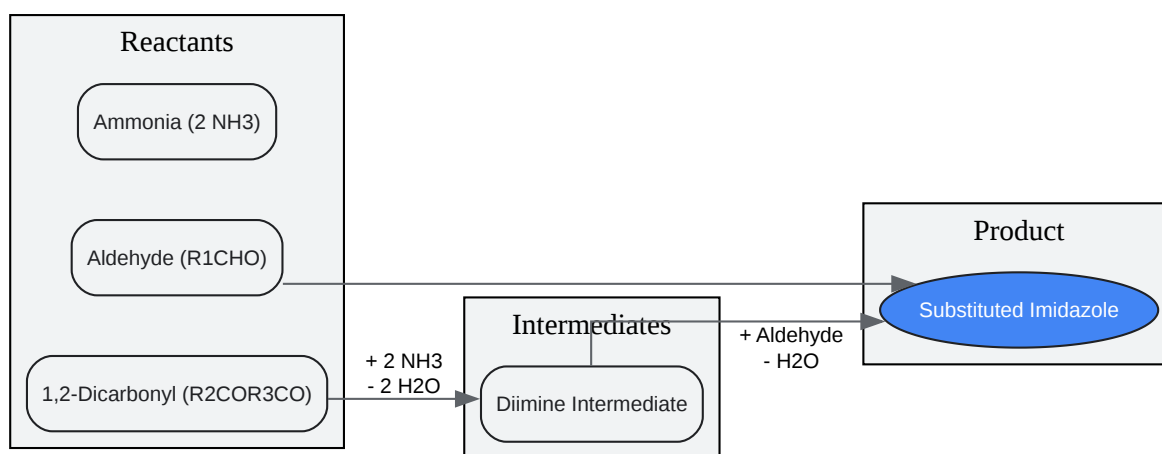 Reactants
Ammonia (2 NH3)
Aldehyde (R1CHO)
1,2-Dicarbonyl (R2COR3CO)
+ 2 NH3
- 2 H2O
Intermediates
Diimine Intermediate
+ Aldehyde
- H2O
Product
Substituted Imidazole